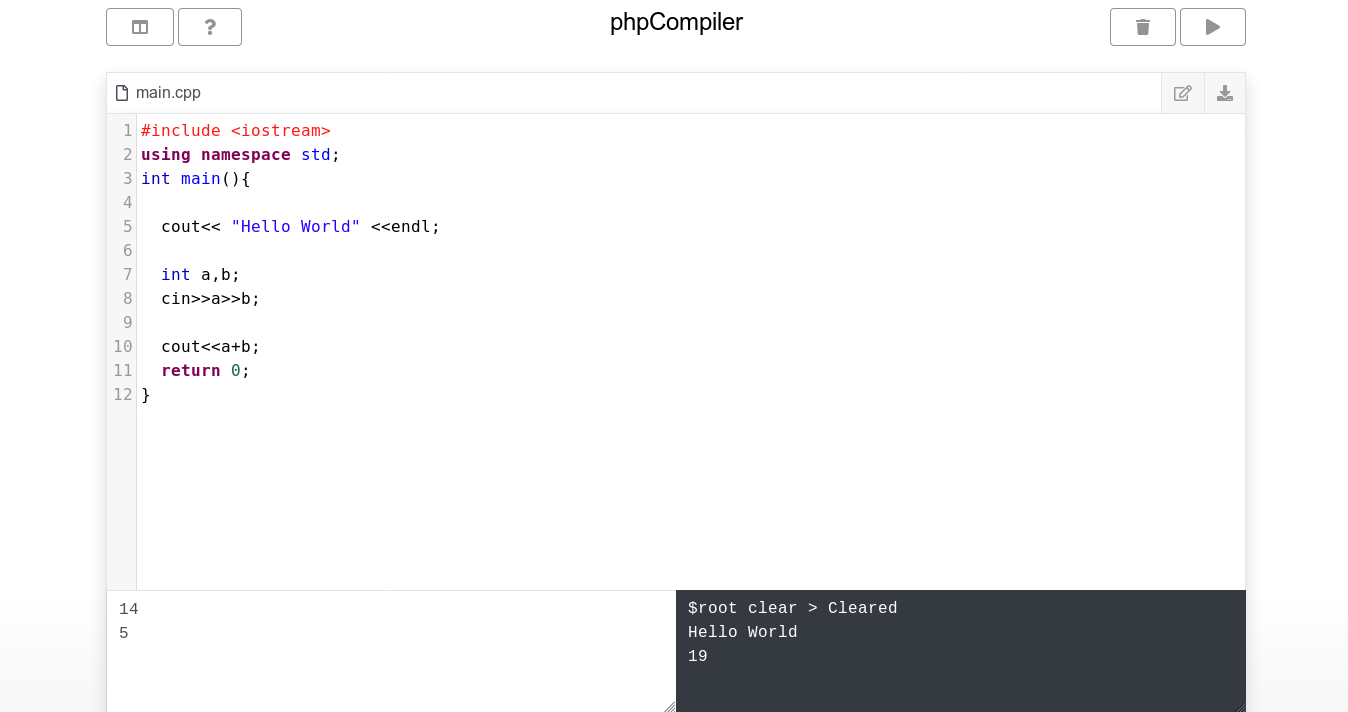 ?
phpCompiler
main.cpp
1 #include <iostream>
2 using namespace std;
3 int main(){
4
5   cout<< "Hello World" <<endl;
6
7   int a,b;
8   cin>>a>>b;
9
10   cout<<a+b;
11   return 0;
12 }
14
5
$root clear > Cleared
Hello World
19